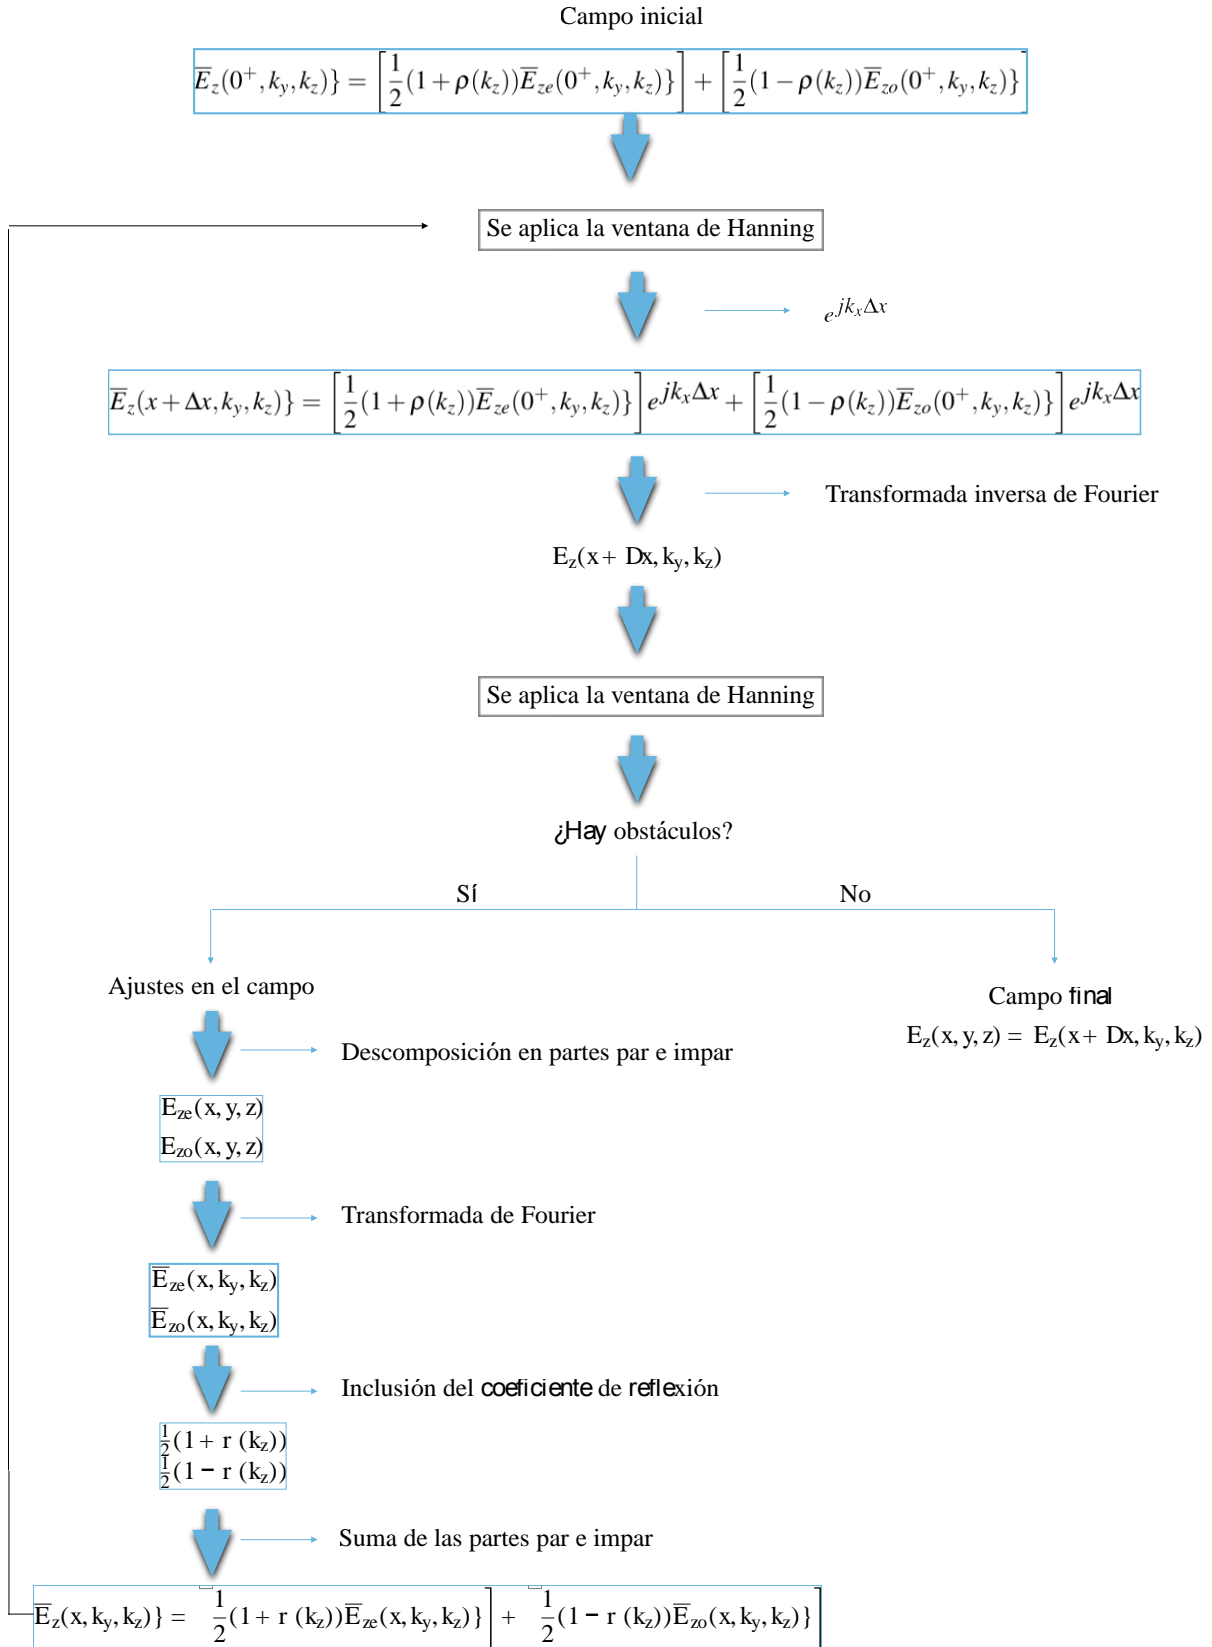 Campo inicial
E̅z(0⁺, ky, kz)} = [1/2(1 + ρ(kz))E̅ze(0⁺, ky, kz)}] + [1/2(1 − ρ(kz))E̅zo(0⁺, ky, kz)}]
Se aplica la ventana de Hanning
e^jkxΔx
E̅z(x + Δx, ky, kz)} = [1/2(1 + ρ(kz))E̅ze(0⁺, ky, kz)}] e^jkxΔx + [1/2(1 − ρ(kz))E̅zo(0⁺, ky, kz)}] e^jkxΔx
Transformada inversa de Fourier
Ez(x + Dx, ky, kz)
Se aplica la ventana de Hanning
¿Hay obstáculos?
Sí No
Ajustes en el campo
Campo final
Ez(x, y, z) = Ez(x + Dx, ky, kz)
Descomposición en partes par e impar
Eze(x, y, z)
Ezo(x, y, z)
Transformada de Fourier
E̅ze(x, ky, kz)
E̅zo(x, ky, kz)
Inclusión del coeficiente de reflexión
1/2(1 + r (kz))
1/2(1 − r (kz))
Suma de las partes par e impar
E̅z(x, ky, kz)} = 1/2(1 + r (kz))E̅ze(x, ky, kz)}] + 1/2(1 − r (kz))E̅zo(x, ky, kz)}]